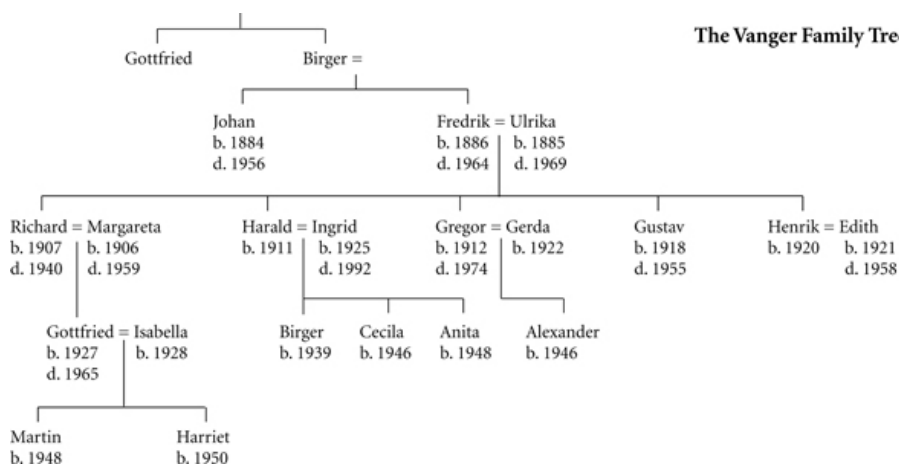 The Vanger Family Tree
Gottfried Birger =
Johan Fredrik = Ulrika
b. 1884 b. 1886 b. 1885
d. 1956 d. 1964 d. 1969
Richard = Margareta Harald = Ingrid Gregor = Gerda Gustav Henrik = Edith
b. 1907 b. 1906 b. 1911 b. 1925 b. 1912 b. 1922 b. 1918 b. 1920 b. 1921
d. 1940 d. 1959 d. 1992 d. 1974 d. 1955 d. 1958
Gottfried = Isabella Birger Cecila Anita Alexander
b. 1927 b. 1928 b. 1939 b. 1946 b. 1948 b. 1946
d. 1965
Martin Harriet
b. 1948 b. 1950